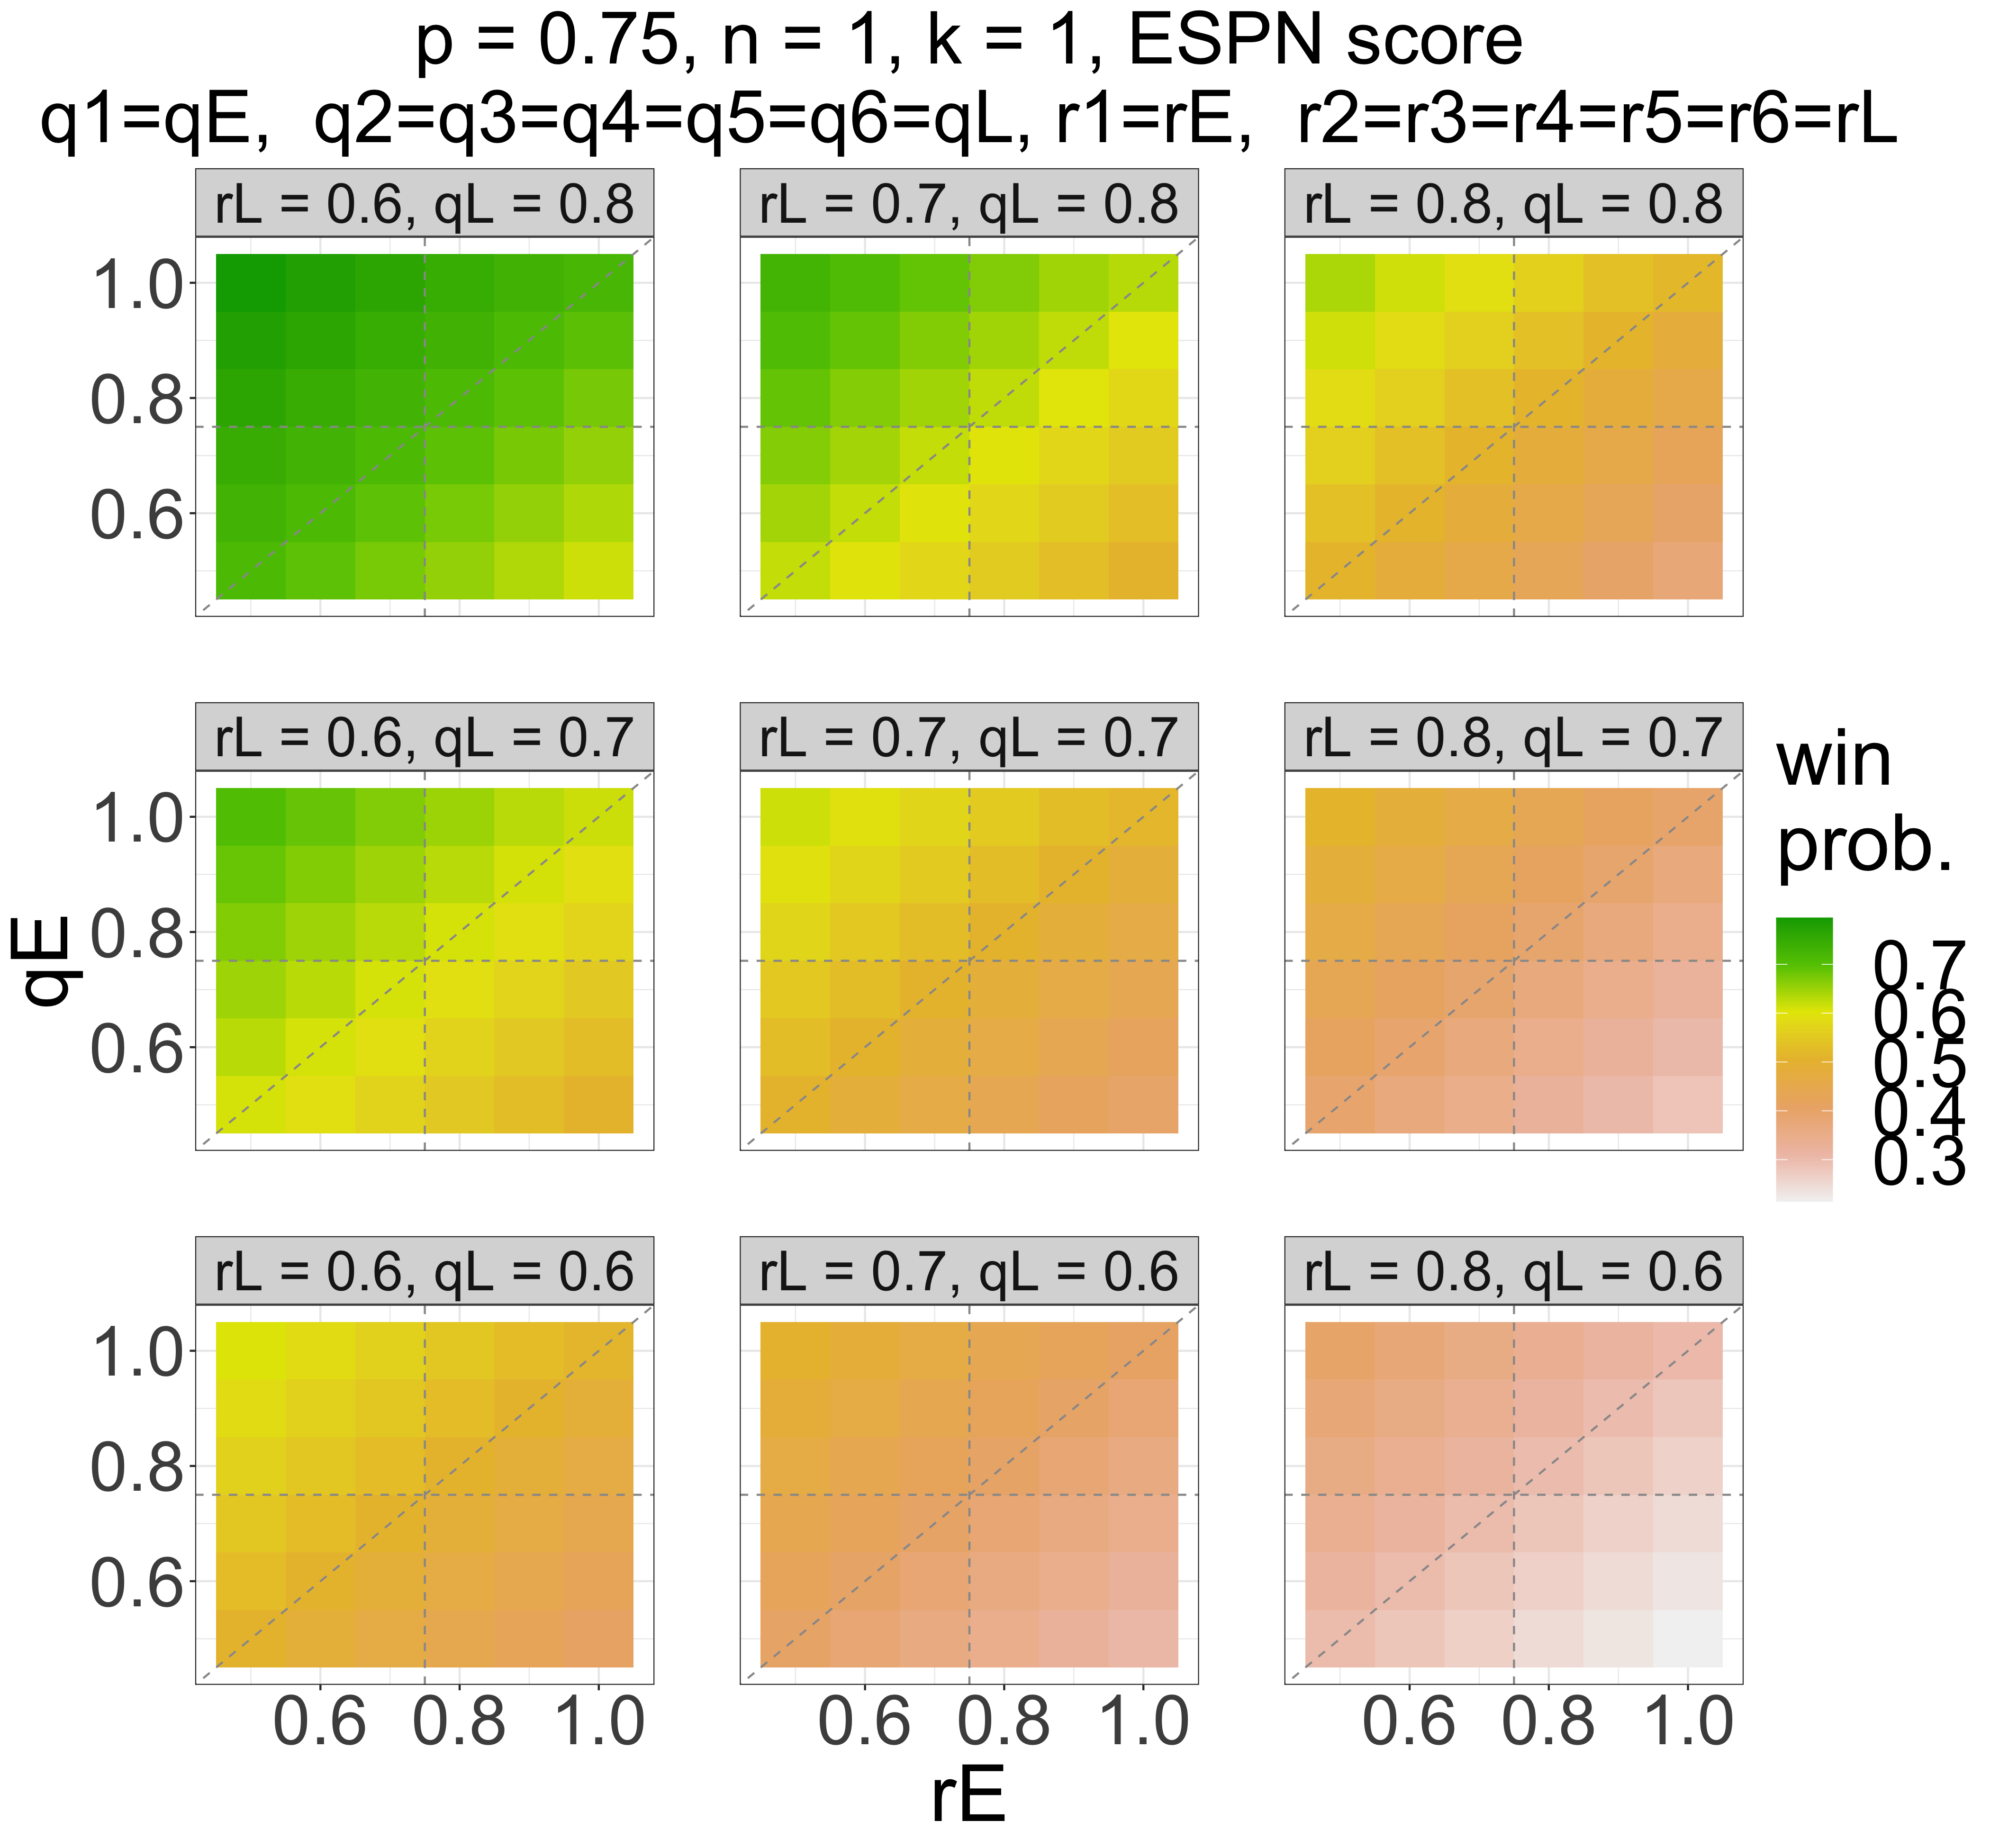 p = 0.75, n = 1, k = 1, ESPN score
q1=qE, q2=q3=q4=q5=q6=qL, r1=rE, r2=r3=r4=r5=r6=rL
rL = 0.6, qL = 0.8
rL = 0.7, qL = 0.8
rL = 0.8, qL = 0.8
1.0
0.8
0.6
rL = 0.6, qL = 0.7
rL = 0.7, qL = 0.7
rL = 0.8, qL = 0.7
1.0
0.8
0.6
qE
win
prob.
0.7
0.6
0.5
0.4
0.3
rL = 0.6, qL = 0.6
rL = 0.7, qL = 0.6
rL = 0.8, qL = 0.6
1.0
0.8
0.6
0.6 0.8 1.0
0.6 0.8 1.0
0.6 0.8 1.0
rE